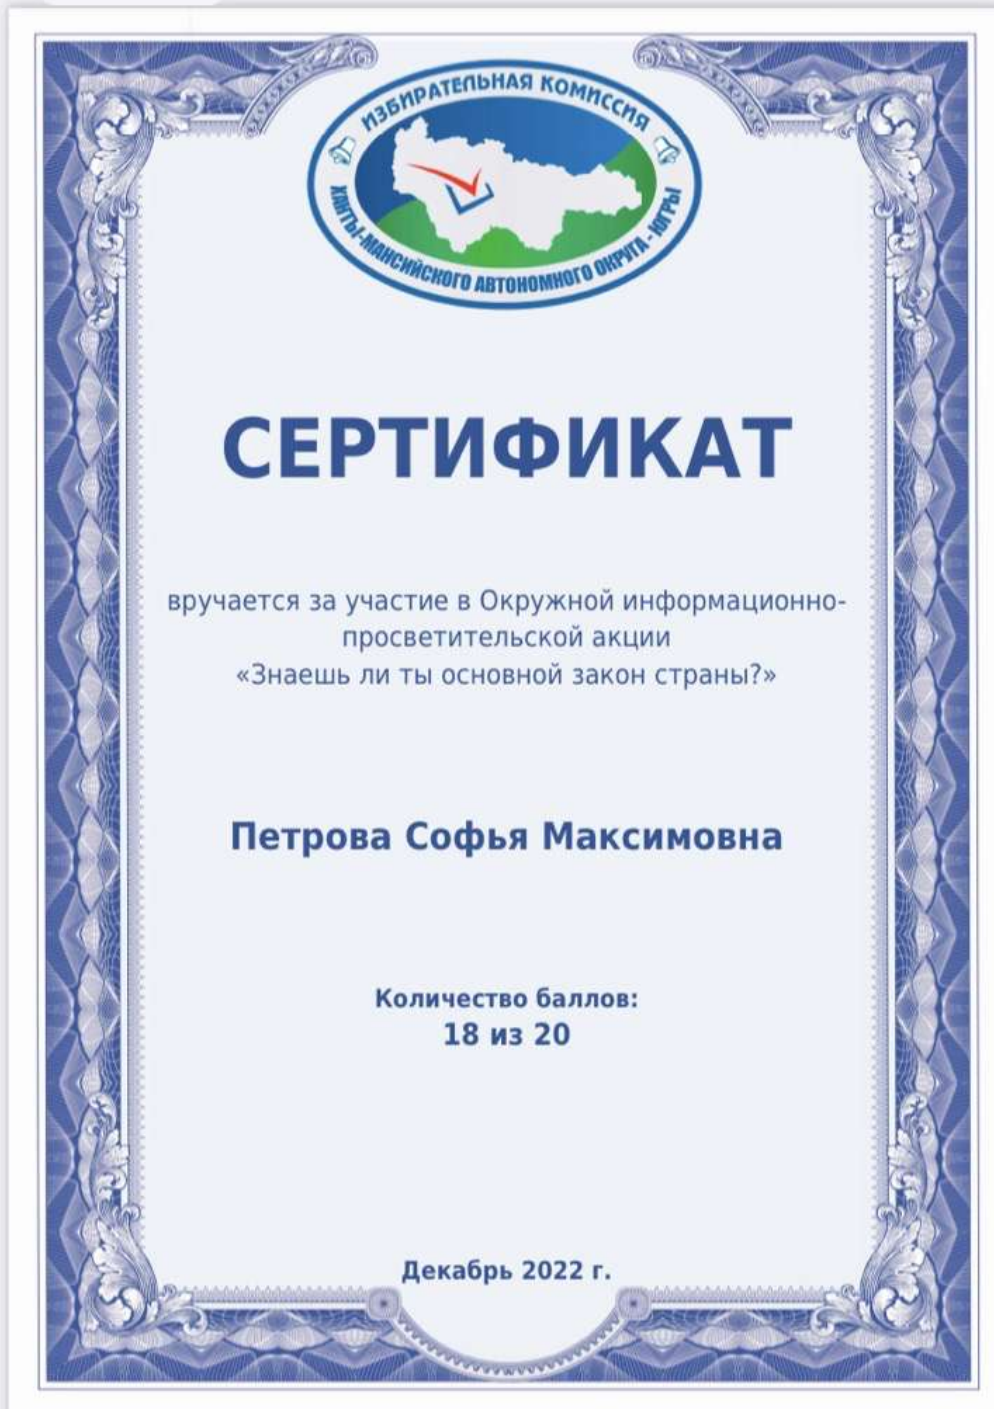 ИЗБИРАТЕЛЬНАЯ КОМИССИЯ
ХАНТЫ-МАНСИЙСКОГО АВТОНОМНОГО ОКРУГА - ЮГРЫ
СЕРТИФИКАТ
вручается за участие в Окружной информационно-
просветительской акции
«Знаешь ли ты основной закон страны?»
Петрова Софья Максимовна
Количество баллов:
18 из 20
Декабрь 2022 г.